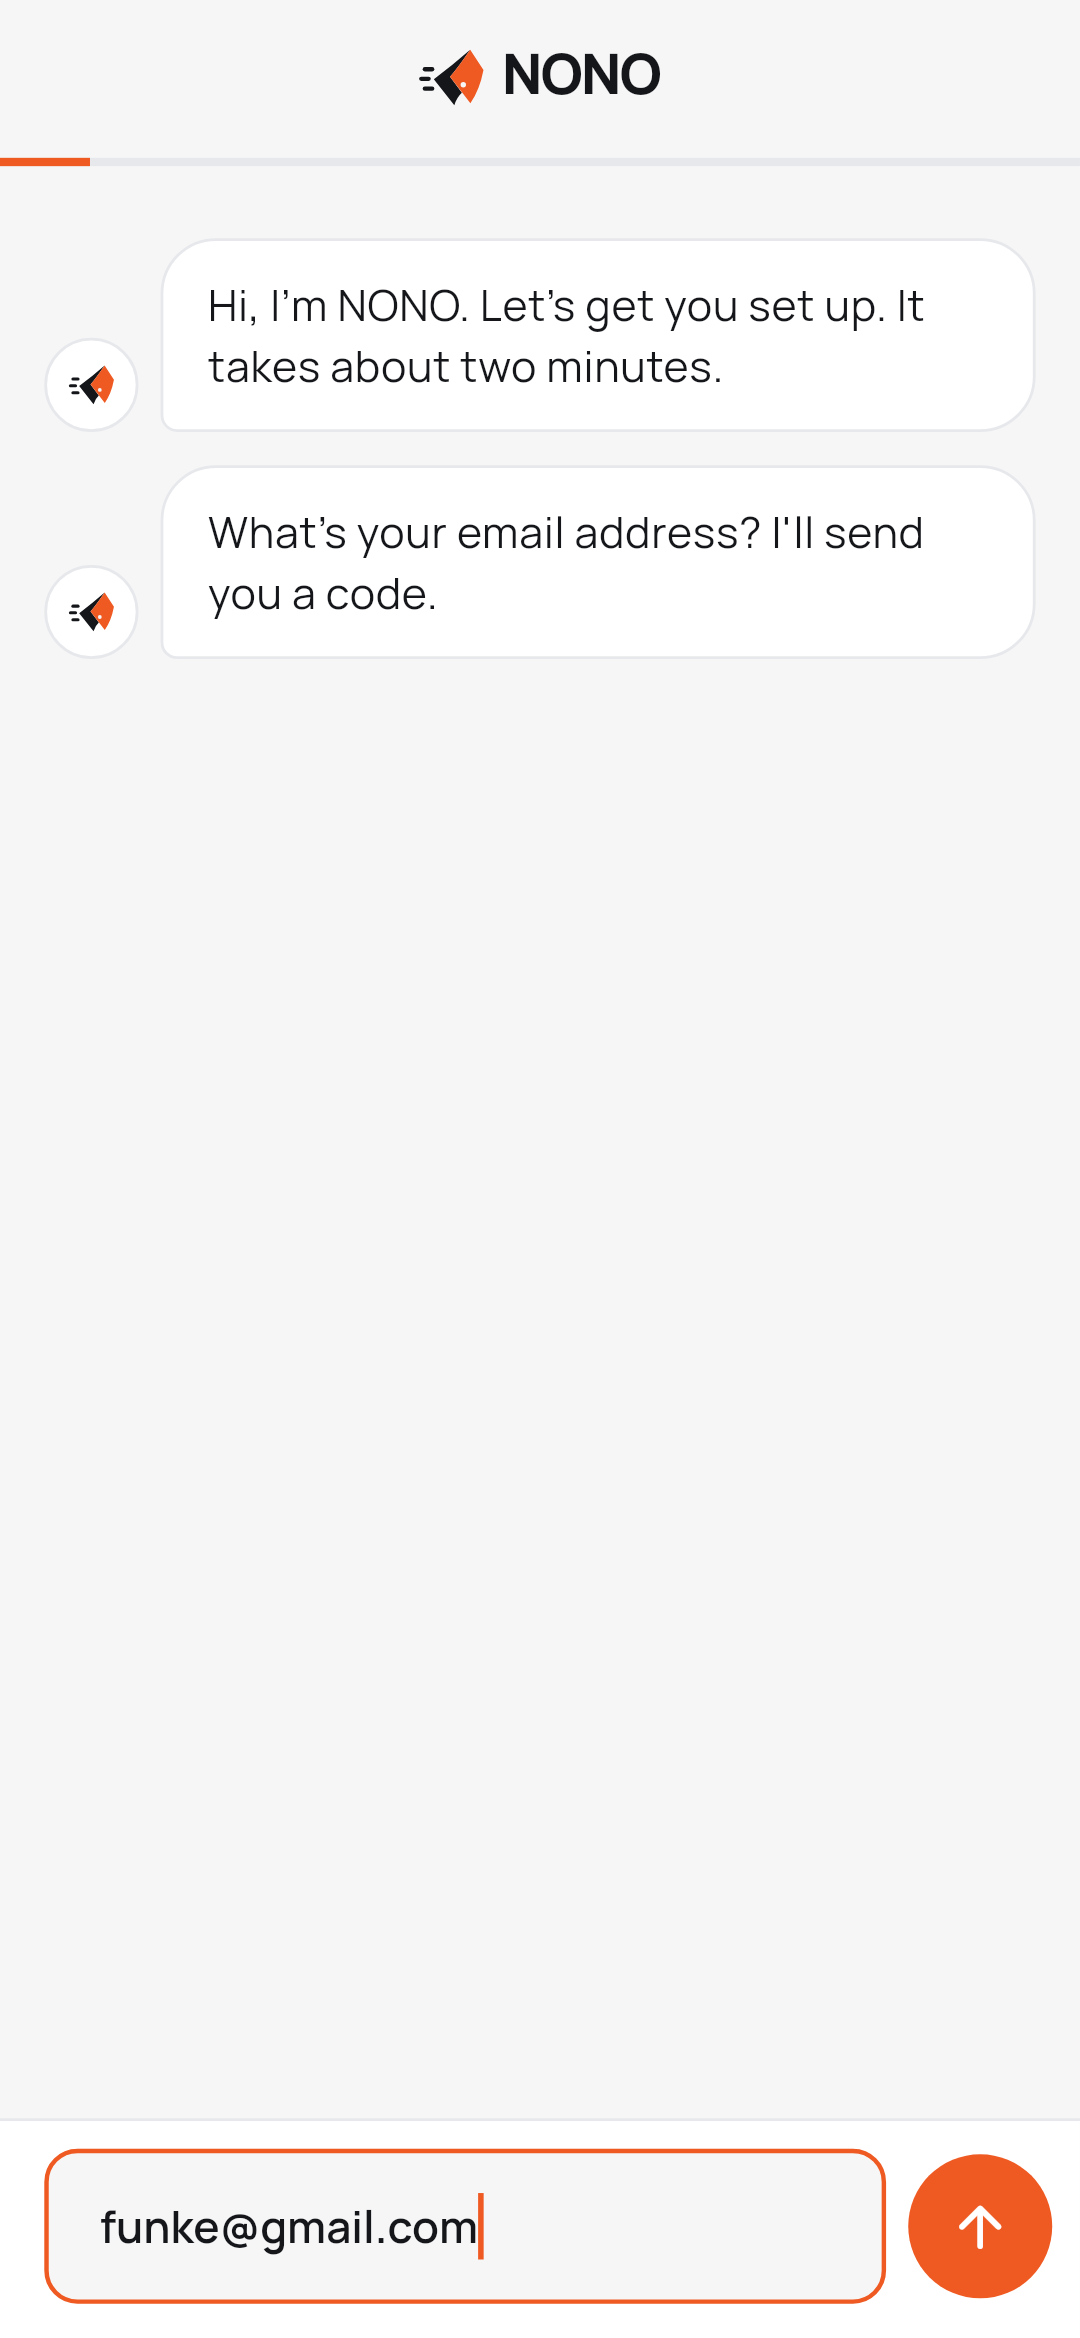 NONO
Hi, I’m NONO. Let’s get you set up. It
takes about two minutes.
What’s your email address? I'll send
you a code.
funke@gmail.com